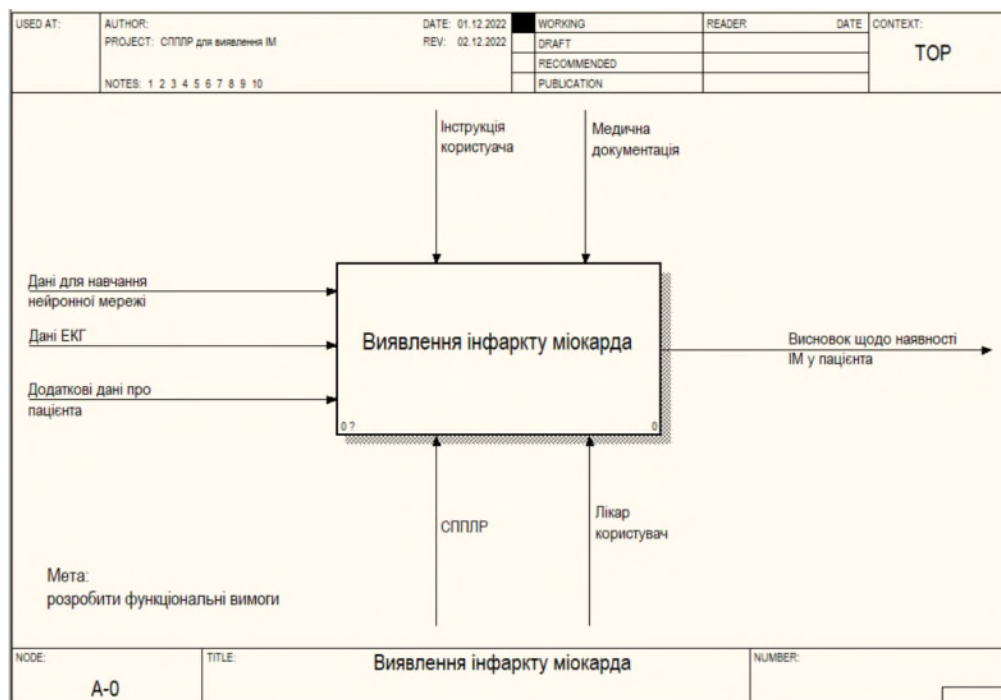 USED AT:
AUTHOR:
DATE: 01.12.2022
WORKING
READER
DATE
CONTEXT:
PROJECT: СППЛР для виявлення ІМ
REV: 02.12.2022
DRAFT
TOP
RECOMMENDED
NOTES: 1 2 3 4 5 6 7 8 9 10
PUBLICATION
Інструкція
користуача
Медична
документація
Дані для навчання
нейронної мережі
Дані ЕКГ
Додаткові дані про
пацієнта
Виявлення інфаркту міокарда
0 ?
0
Висновок щодо наявності
ІМ у пацієнта
СППЛР
Лікар
користувач
Мета:
розробити функціональні вимоги
NODE:
TITLE:
Виявлення інфаркту міокарда
NUMBER:
A-0